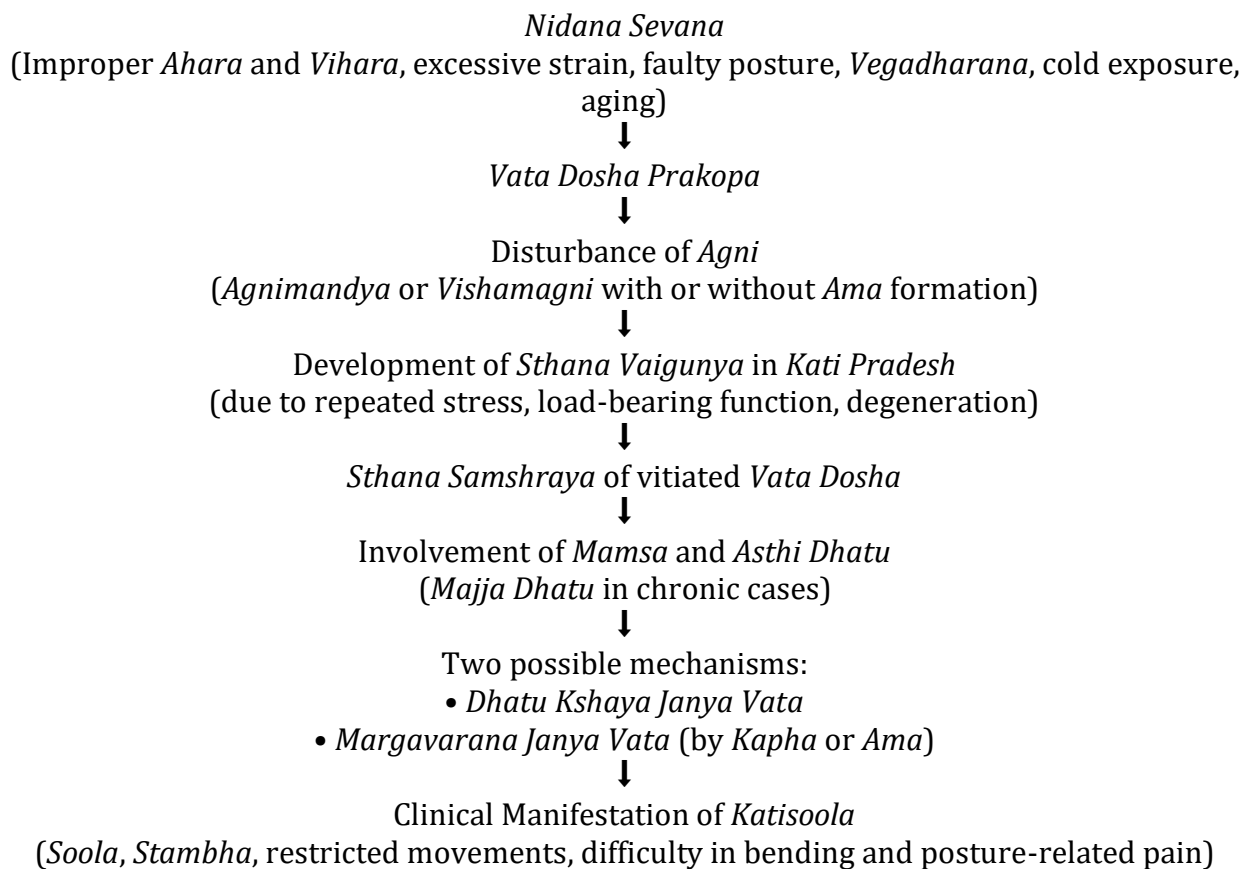 Nidana Sevana
(Improper Ahara and Vihara, excessive strain, faulty posture, Vegadharana, cold exposure,
aging)
Vata Dosha Prakopa
Disturbance of Agni
(Agnimandya or Vishamagni with or without Ama formation)
Development of Sthana Vaigunya in Kati Pradesh
(due to repeated stress, load-bearing function, degeneration)
Sthana Samshraya of vitiated Vata Dosha
Involvement of Mamsa and Asthi Dhatu
(Majja Dhatu in chronic cases)
Two possible mechanisms:
• Dhatu Kshaya Janya Vata
• Margavarana Janya Vata (by Kapha or Ama)
Clinical Manifestation of Katisoola
(Soola, Stambha, restricted movements, difficulty in bending and posture-related pain)